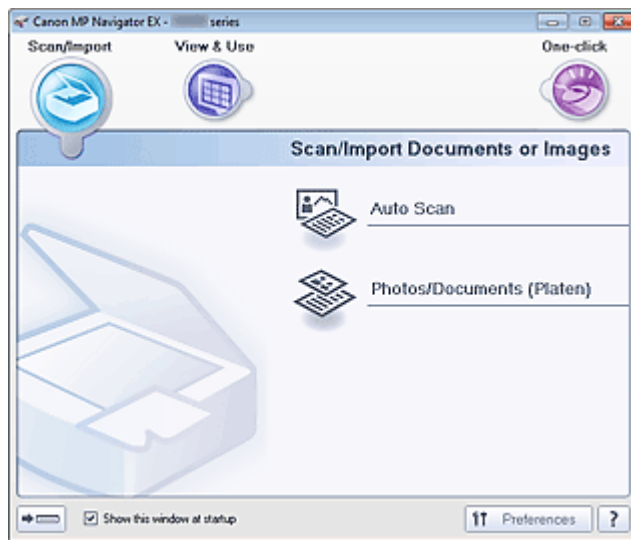 Canon MP Navigator EX - series
Scan/Import
View & Use
One-click
Scan/Import Documents or Images
Auto Scan
Photos/Documents (Platen)
Show this window at startup
Preferences
?